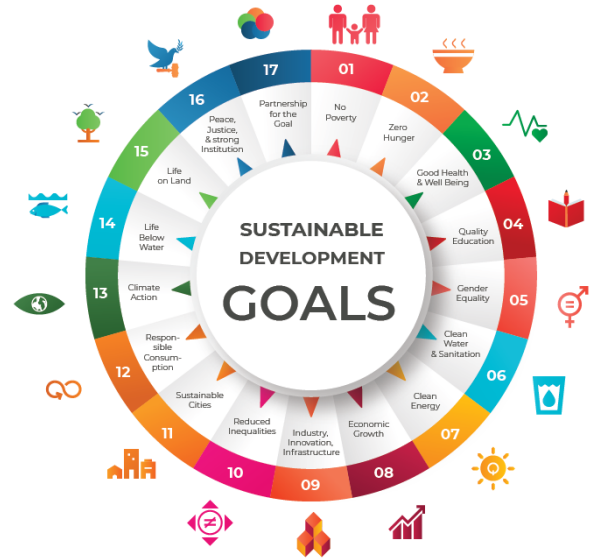 SUSTAINABLE
DEVELOPMENT
GOALS
01
No
Poverty
02
Zero
Hunger
03
Good Health
& Well Being
04
Quality
Education
05
Gender
Equality
06
Clean
Water
& Sanitation
07
Clean
Energy
08
Economic
Growth
09
Industry,
Innovation,
Infrastructure
10
Reduced
Inequalities
11
Sustainable
Cities
12
Respon-
sible
Consum-
ption
13
Climate
Action
14
Life
Below
Water
15
Life
on Land
16
Peace,
Justice,
& strong
Institution
17
Partnership
for the
Goal